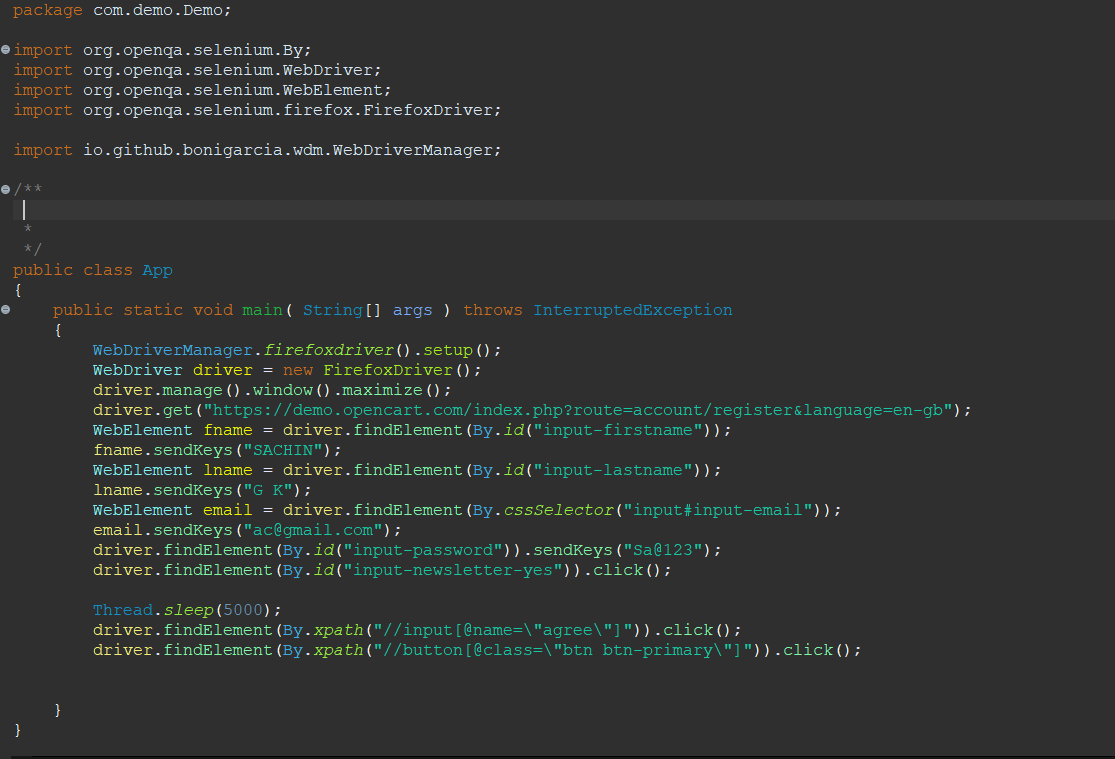 package com.demo.Demo;
import org.openqa.selenium.By;
import org.openqa.selenium.WebDriver;
import org.openqa.selenium.WebElement;
import org.openqa.selenium.firefox.FirefoxDriver;
import io.github.bonigarcia.wdm.WebDriverManager;
/**
*
*/
public class App
{
public static void main( String[] args ) throws InterruptedException
{
WebDriverManager.firefoxdriver().setup();
WebDriver driver = new FirefoxDriver();
driver.manage().window().maximize();
driver.get("https://demo.opencart.com/index.php?route=account/register&language=en-gb");
WebElement fname = driver.findElement(By.id("input-firstname"));
fname.sendKeys("SACHIN");
WebElement lname = driver.findElement(By.id("input-lastname"));
lname.sendKeys("G K");
WebElement email = driver.findElement(By.cssSelector("input#input-email"));
email.sendKeys("ac@gmail.com");
driver.findElement(By.id("input-password")).sendKeys("Sa@123");
driver.findElement(By.id("input-newsletter-yes")).click();
Thread.sleep(5000);
driver.findElement(By.xpath("//input[@name=\"agree\"]")).click();
driver.findElement(By.xpath("//button[@class=\"btn btn-primary\"]")).click();
}
}